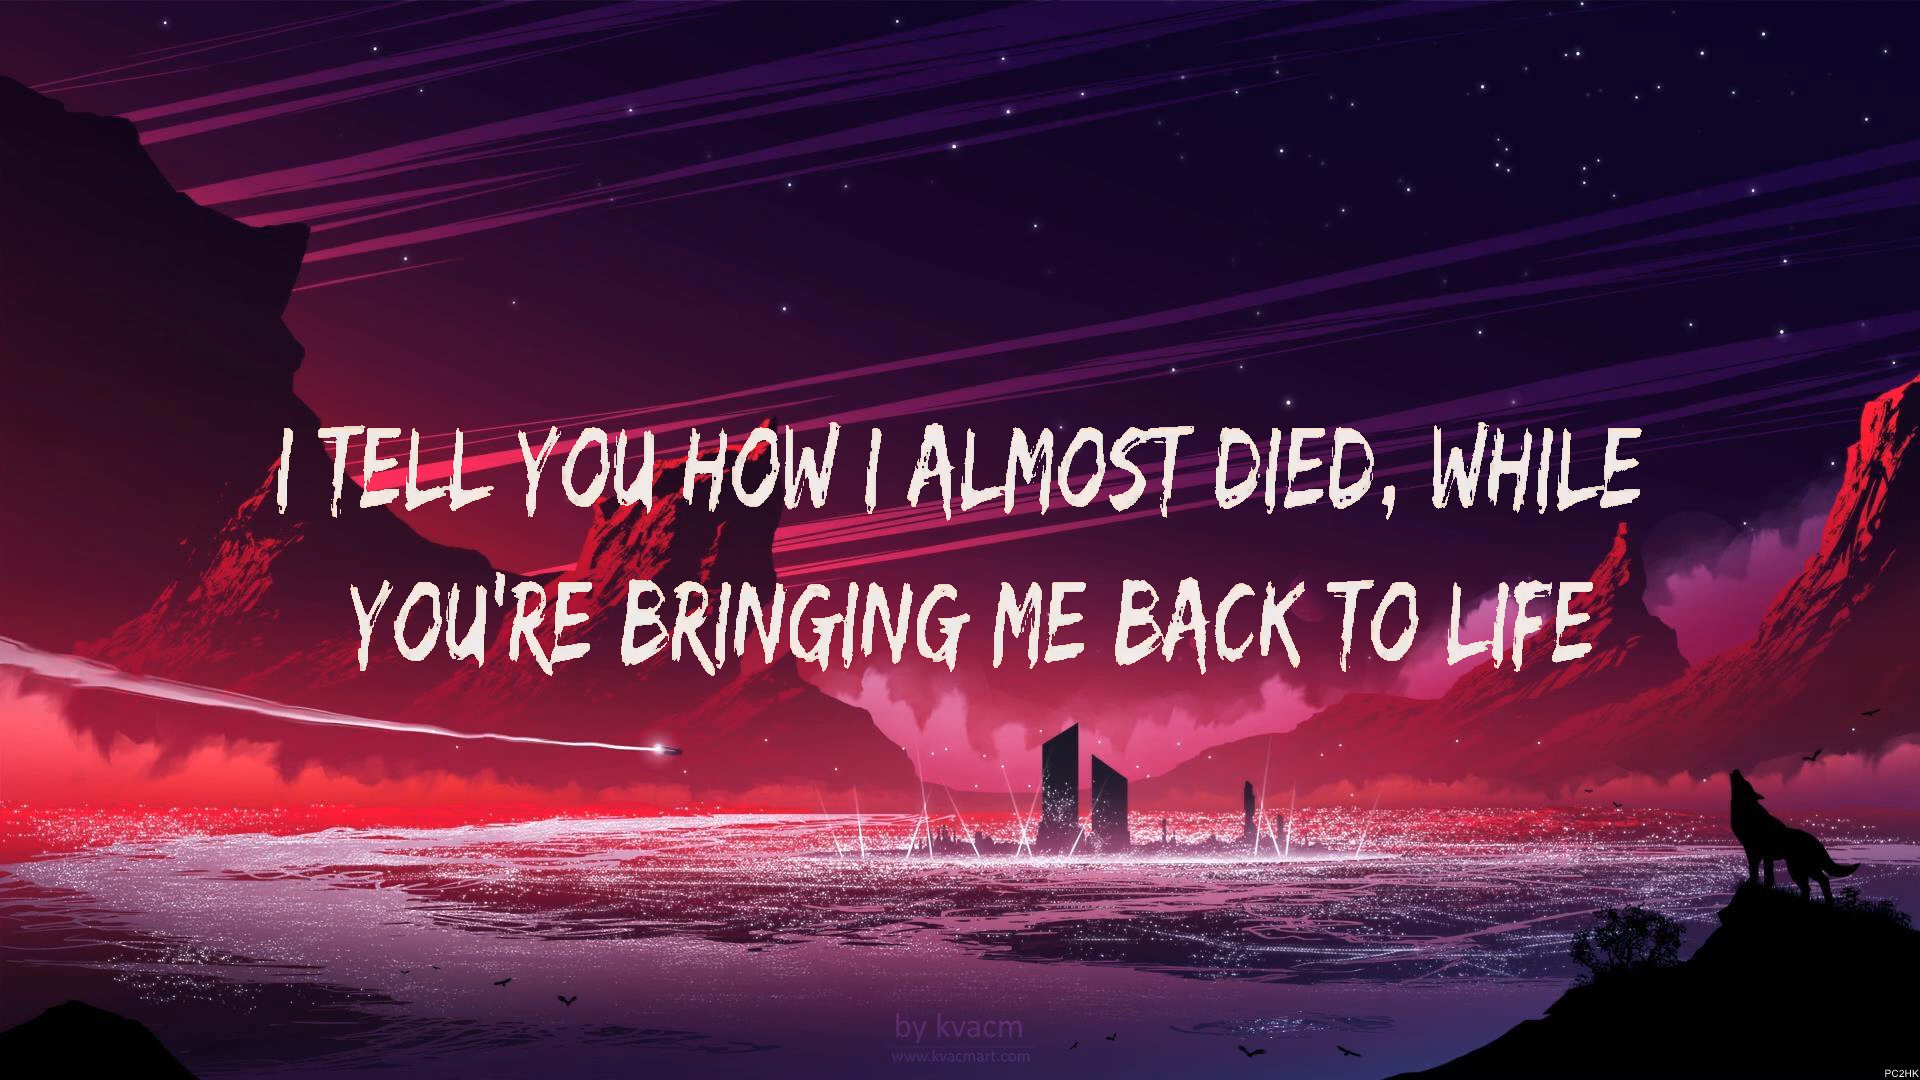 I TELL YOU HOW I ALMOST DIED, WHILE
YOU'RE BRINGING ME BACK TO LIFE
by kvacm
www.kvacmart.com
PC2HK